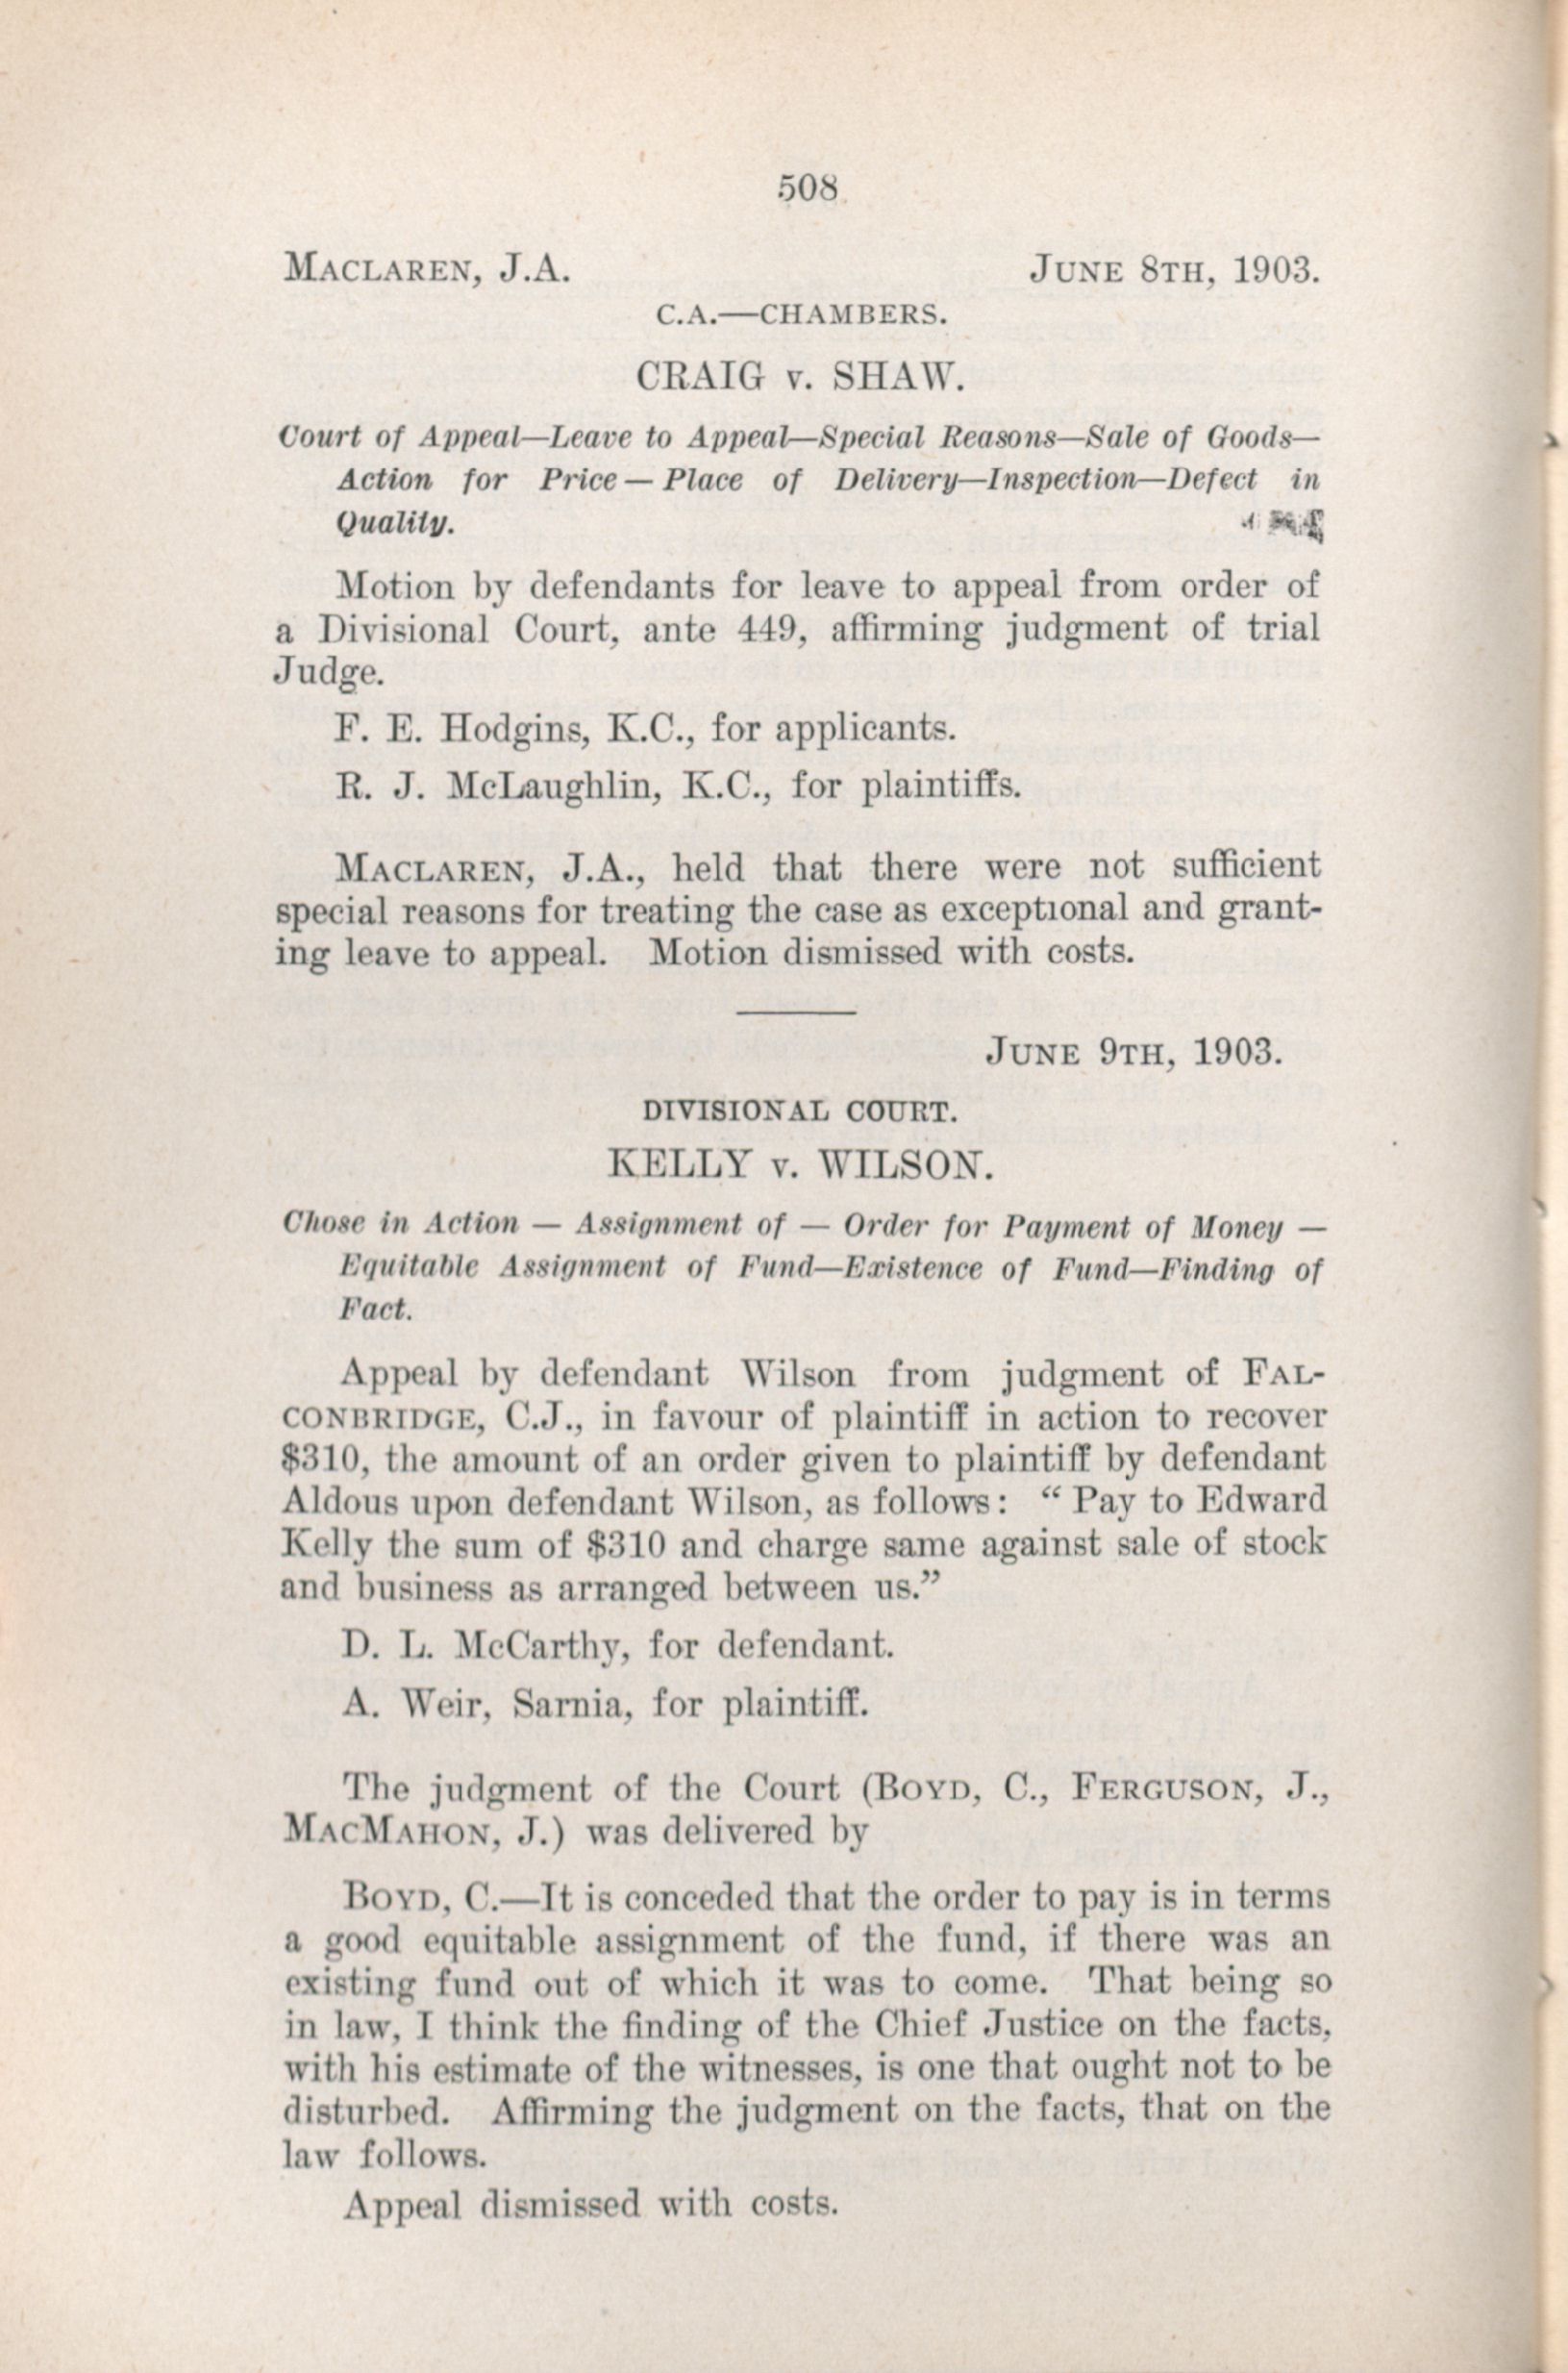 508
MACLAREN, J.A. JUNE 8TH, 1903.
C.A.—CHAMBERS.
CRAIG v. SHAW.
Court of Appeal—Leave to Appeal—Special Reasons—Sale of Goods—
Action for Price — Place of Delivery—Inspection—Defect in
Quality.
Motion by defendants for leave to appeal from order of
a Divisional Court, ante 449, affirming judgment of trial
Judge.
F. E. Hodgins, K.C., for applicants.
R. J. McLaughlin, K.C., for plaintiffs.
MACLAREN, J.A., held that there were not sufficient
special reasons for treating the case as exceptional and grant-
ing leave to appeal. Motion dismissed with costs.
JUNE 9TH, 1903.
DIVISIONAL COURT.
KELLY v. WILSON.
Chose in Action — Assignment of — Order for Payment of Money —
Equitable Assignment of Fund—Existence of Fund—Finding of
Fact.
Appeal by defendant Wilson from judgment of FAL-
CONBRIDGE, C.J., in favour of plaintiff in action to recover
$310, the amount of an order given to plaintiff by defendant
Aldous upon defendant Wilson, as follows: “ Pay to Edward
Kelly the sum of $310 and charge same against sale of stock
and business as arranged between us.”
D. L. McCarthy, for defendant.
A. Weir, Sarnia, for plaintiff.
The judgment of the Court (BOYD, C., FERGUSON, J.,
MACMAHON, J.) was delivered by
BOYD, C.—It is conceded that the order to pay is in terms
a good equitable assignment of the fund, if there was an
existing fund out of which it was to come. That being so
in law, I think the finding of the Chief Justice on the facts,
with his estimate of the witnesses, is one that ought not to be
disturbed. Affirming the judgment on the facts, that on the
law follows.
Appeal dismissed with costs.